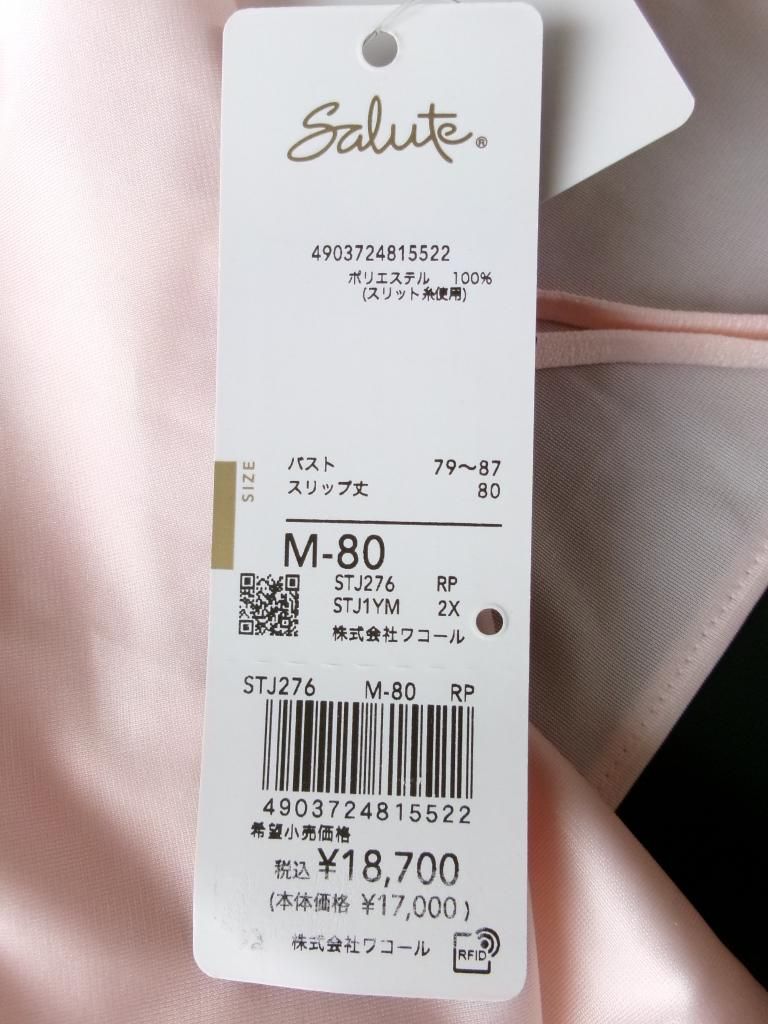 Salute®
4903724815522
ポリエステル 100%
(スリット糸使用)
SIZE
バスト 79〜87
スリップ丈 80
M-80
STJ276 RP
STJ1YM 2X
株式会社ワコール
STJ276 M-80 RP
4903724815522
希望小売価格
税込 ¥18,700
(本体価格 ¥17,000)
株式会社ワコール
RFID